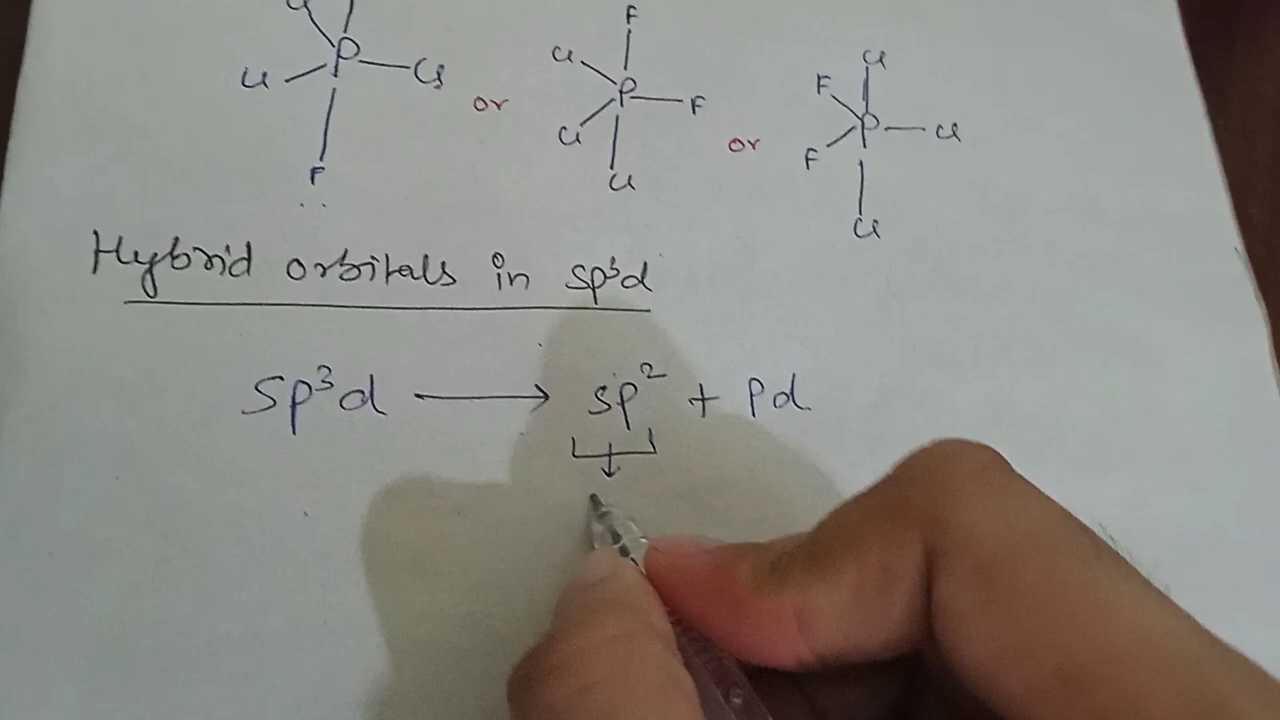 Cl P Cl Cl F
or
F Cl P F Cl Cl
or
Cl F P Cl F Cl
Hybrid orbitals in sp³d
sp³d → sp² + pd